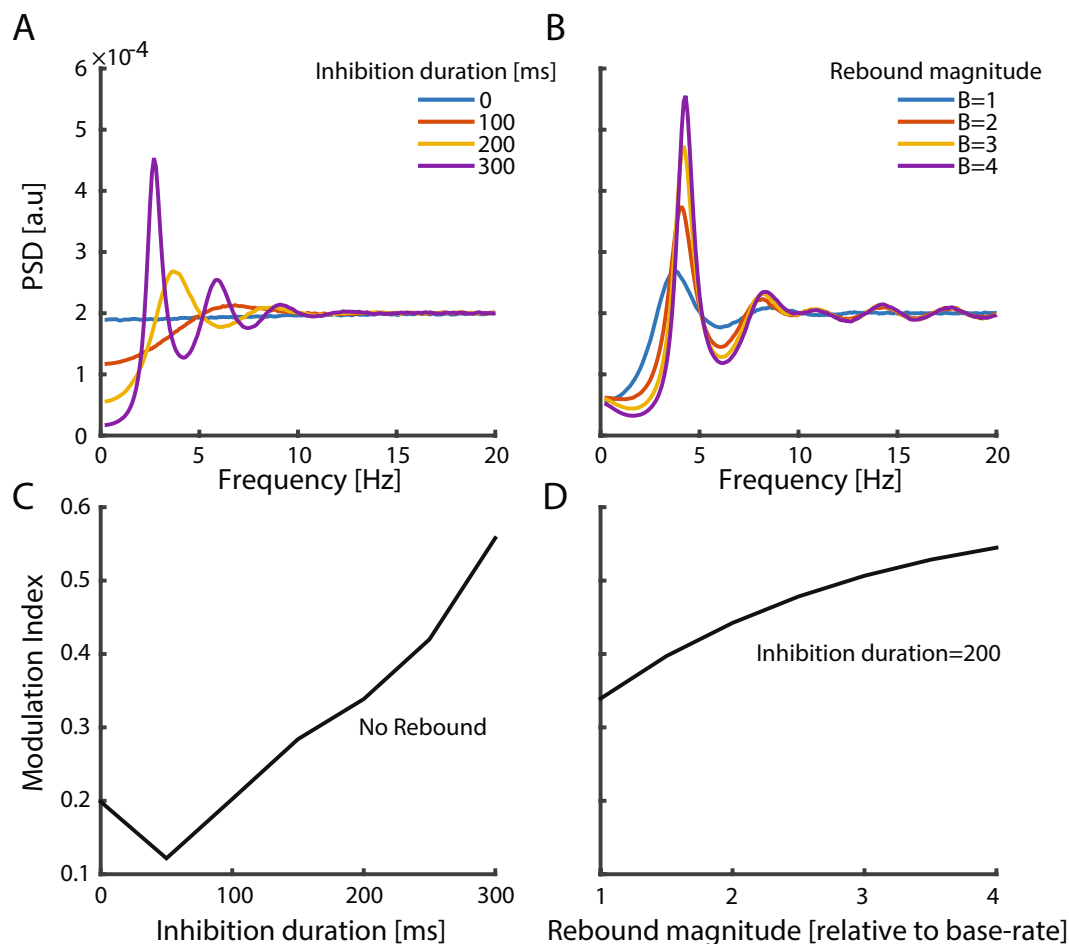 A
B
×10-4
6
5
4
3
2
1
0
PSD [a.u]
Inhibition duration [ms]
0
100
200
300
0
5
10
15
20
Frequency [Hz]
Rebound magnitude
B=1
B=2
B=3
B=4
0
5
10
15
20
Frequency [Hz]
C
D
0.6
0.5
0.4
0.3
0.2
0.1
Modulation Index
No Rebound
0
100
200
300
Inhibition duration [ms]
Inhibition duration=200
1
2
3
4
Rebound magnitude [relative to base-rate]